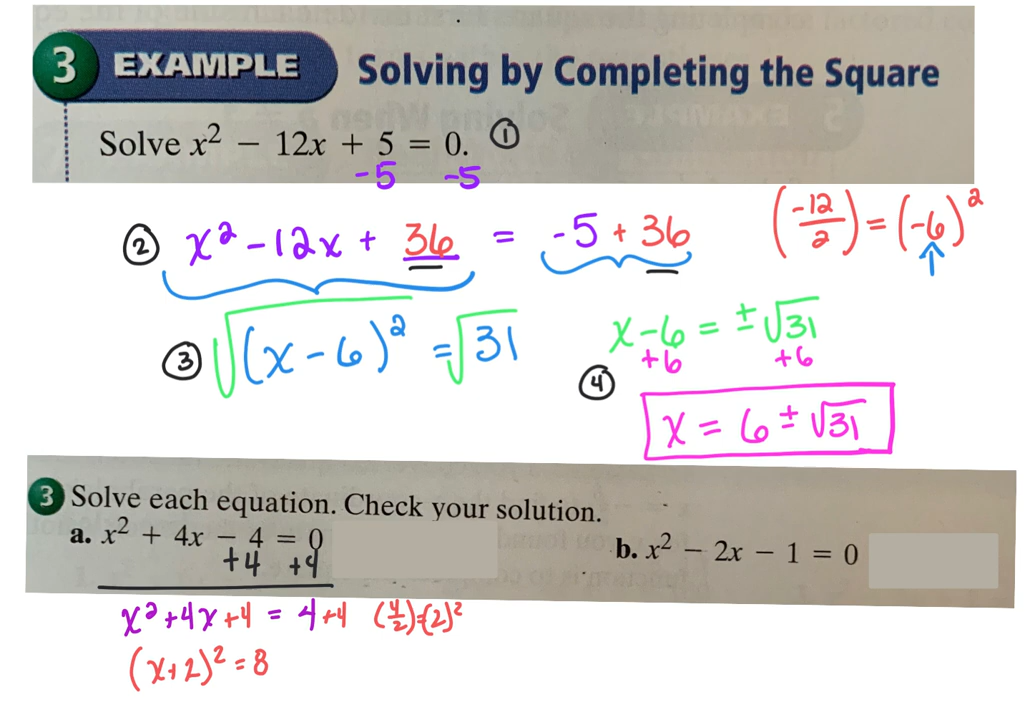 3 EXAMPLE Solving by Completing the Square
Solve x² − 12x + 5 = 0. ①
-5 -5
② x² - 12x + 36 = -5 + 36 (-12/2) = (-6)²
③ √(x - 6)² = √31
x - 6 = ±√31
+6 +6
④ x = 6 ± √31
3 Solve each equation. Check your solution.
a. x² + 4x − 4 = 0
b. x² − 2x − 1 = 0
+4 +4
x² + 4x + 4 = 4 + 4 (4/2)=(2)²
(x + 2)² = 8